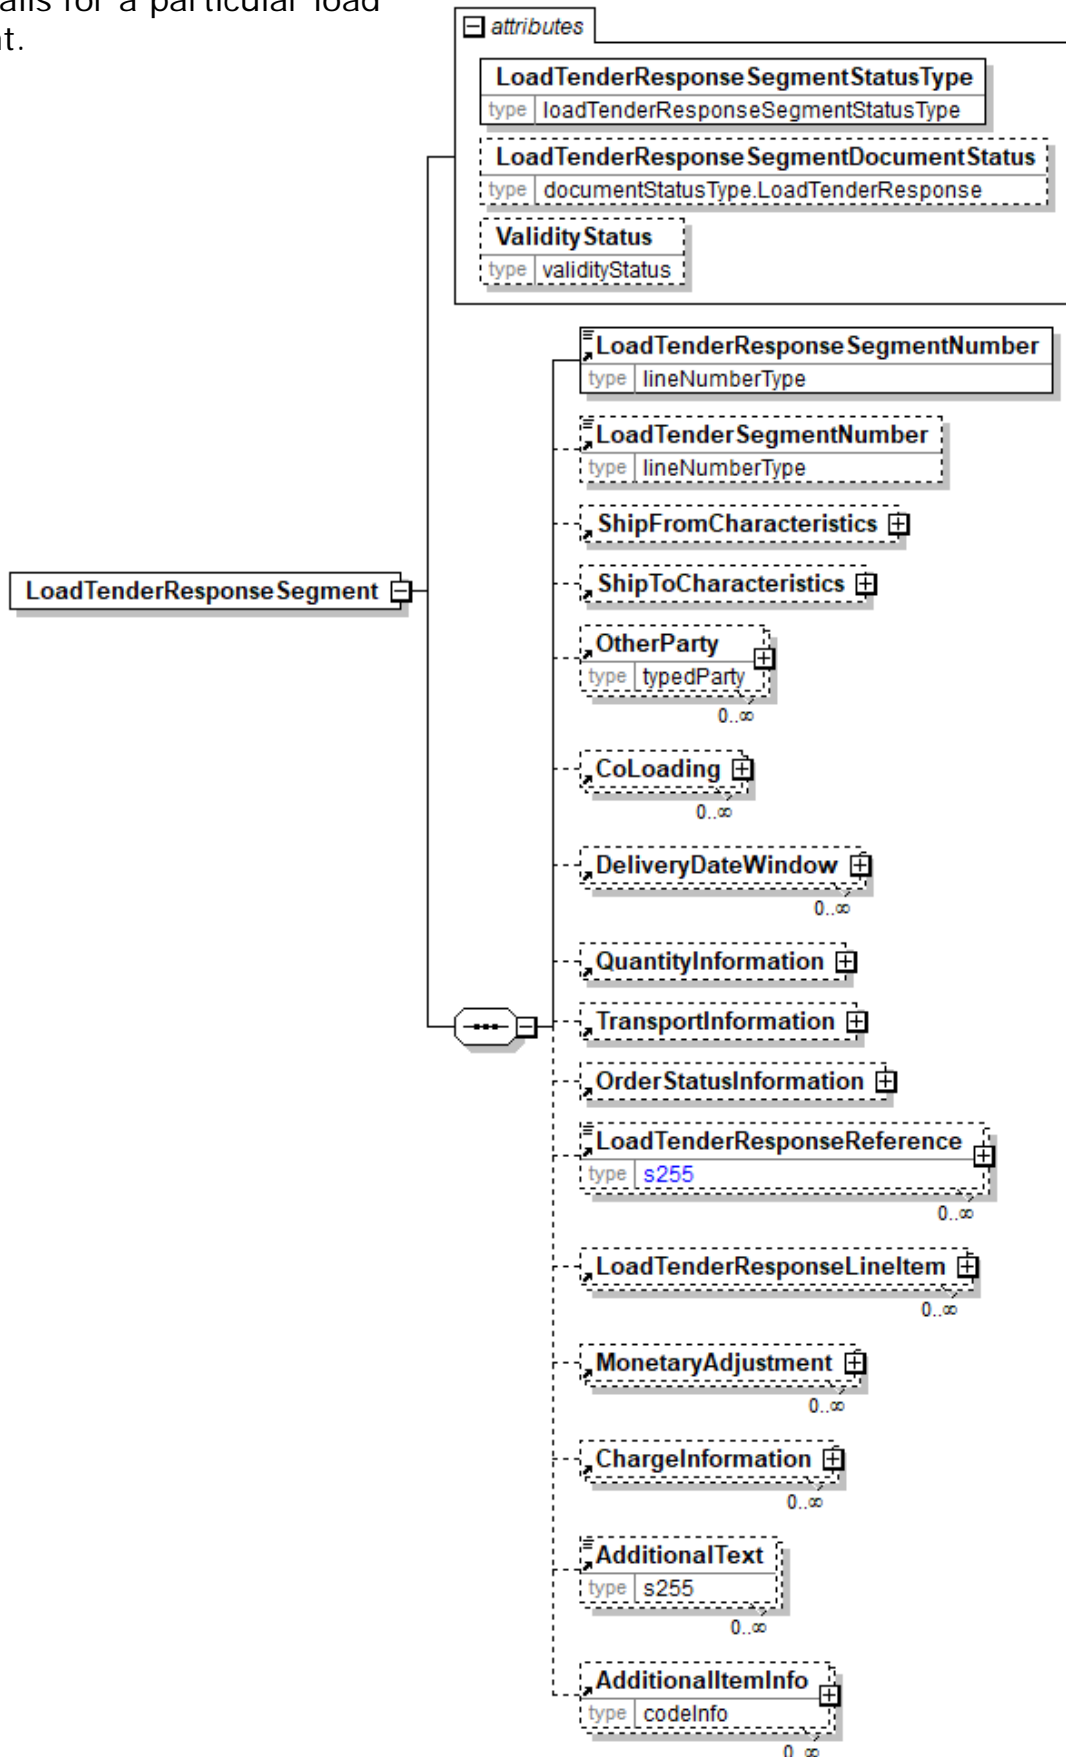 for a particular load
attributes
LoadTenderResponseSegmentStatusType
type loadTenderResponseSegmentStatusType
LoadTenderResponseSegmentDocumentStatus
type documentStatusType.LoadTenderResponse
ValidityStatus
type validityStatus
LoadTenderResponseSegmentNumber
type lineNumberType
LoadTenderSegmentNumber
type lineNumberType
ShipFromCharacteristics
ShipToCharacteristics
LoadTenderResponseSegment
OtherParty
type typedParty
0..∞
CoLoading
0..∞
DeliveryDateWindow
0..∞
QuantityInformation
TransportInformation
OrderStatusInformation
LoadTenderResponseReference
type s255
0..∞
LoadTenderResponseLineItem
0..∞
MonetaryAdjustment
0..∞
ChargeInformation
0..∞
AdditionalText
type s255
0..∞
AdditionalItemInfo
type codeInfo
0..∞